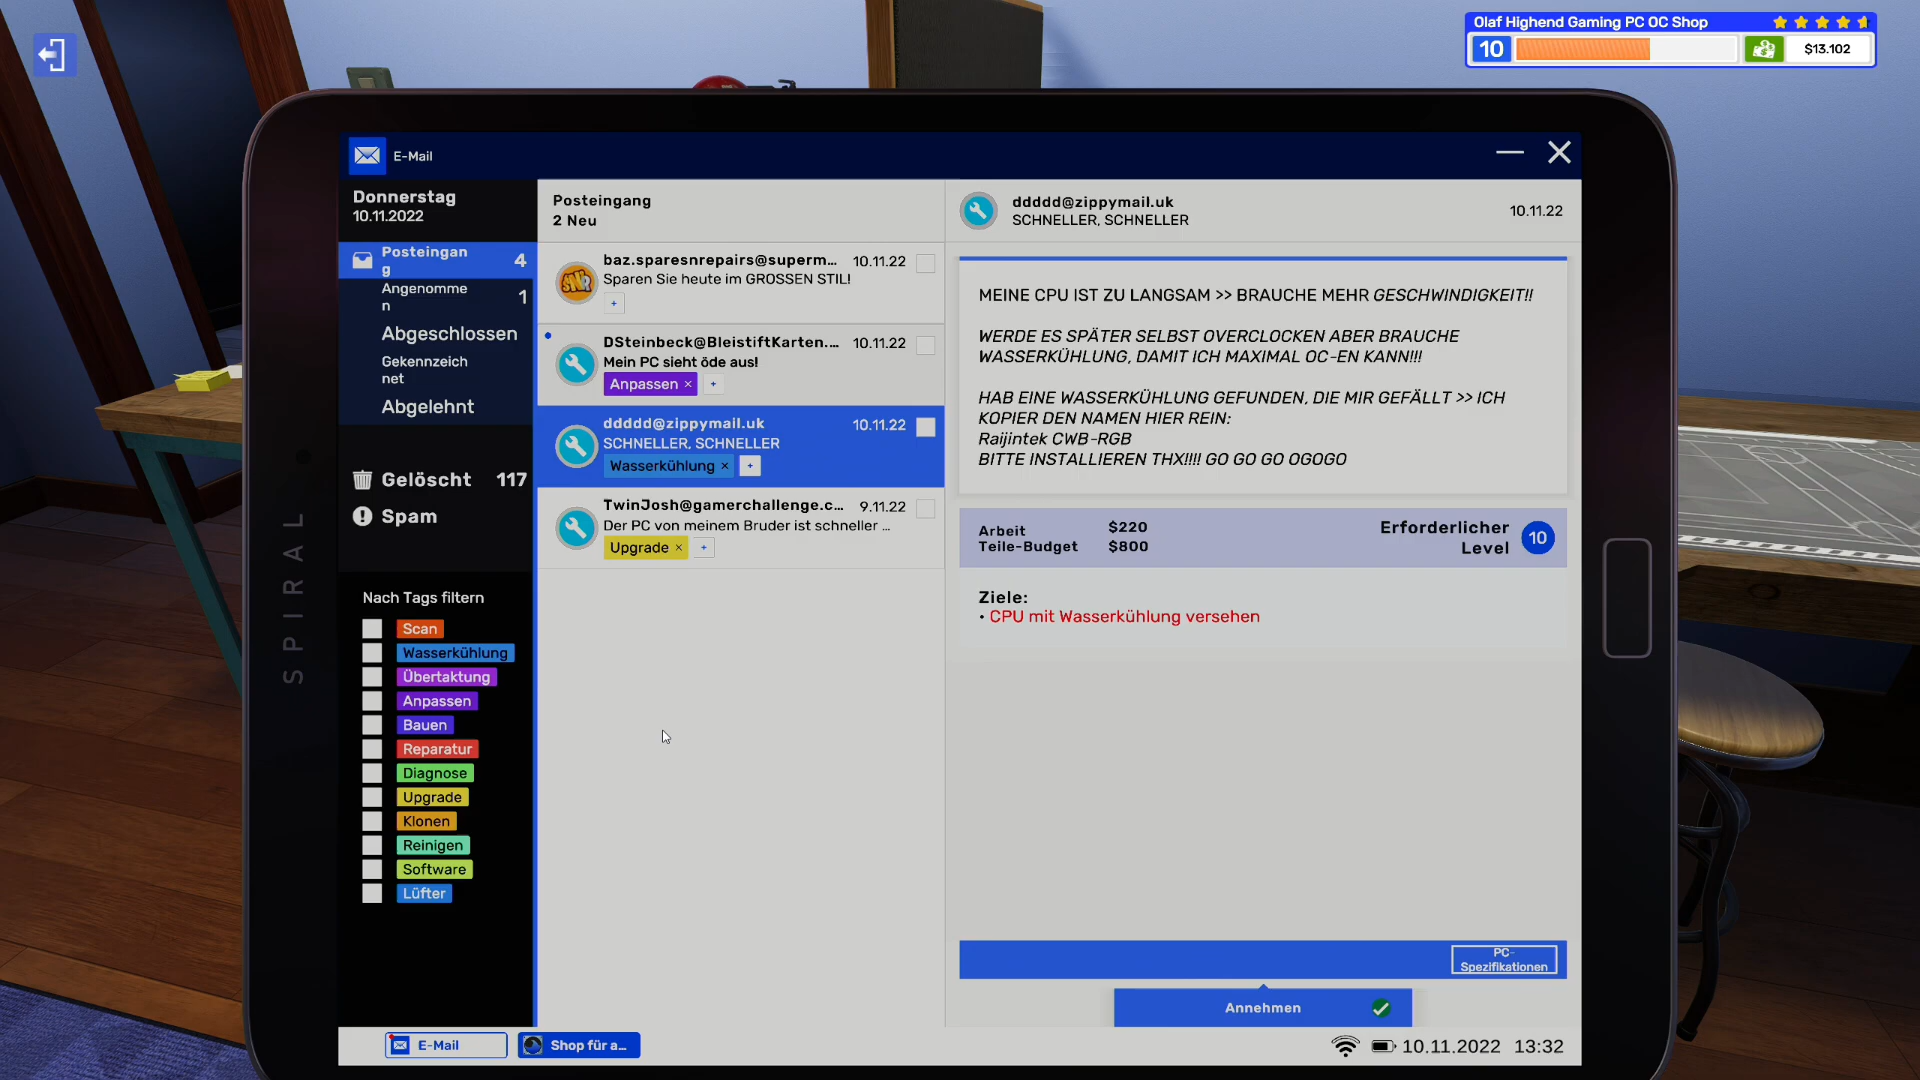 Olaf Highend Gaming PC OC Shop
10
$13.102
E-Mail
Donnerstag
10.11.2022
Posteingan
g
4
Angenomme
n
1
Abgeschlossen
Gekennzeich
net
Abgelehnt
Gelöscht 117
Spam
Nach Tags filtern
Scan
Wasserkühlung
Übertaktung
Anpassen
Bauen
Reparatur
Diagnose
Upgrade
Klonen
Reinigen
Software
Lüfter
Posteingang
2 Neu
SNR
baz.sparesnrepairs@superm... 10.11.22
Sparen Sie heute im GROSSEN STIL!
+
DSteinbeck@BleistiftKarten.... 10.11.22
Mein PC sieht öde aus!
Anpassen × +
ddddd@zippymail.uk 10.11.22
SCHNELLER, SCHNELLER
Wasserkühlung × +
TwinJosh@gamerchallenge.c... 9.11.22
Der PC von meinem Bruder ist schneller ...
Upgrade × +
ddddd@zippymail.uk
SCHNELLER, SCHNELLER
10.11.22
MEINE CPU IST ZU LANGSAM >> BRAUCHE MEHR GESCHWINDIGKEIT!!
WERDE ES SPÄTER SELBST OVERCLOCKEN ABER BRAUCHE
WASSERKÜHLUNG, DAMIT ICH MAXIMAL OC-EN KANN!!!
HAB EINE WASSERKÜHLUNG GEFUNDEN, DIE MIR GEFÄLLT >> ICH
KOPIER DEN NAMEN HIER REIN:
Raijintek CWB-RGB
BITTE INSTALLIEREN THX!!!! GO GO GO OGOGO
Arbeit $220
Teile-Budget $800
Erforderlicher
Level
10
Ziele:
• CPU mit Wasserkühlung versehen
PC-
Spezifikationen
Annehmen
E-Mail
Shop für a...
10.11.2022 13:32
SPIRAL